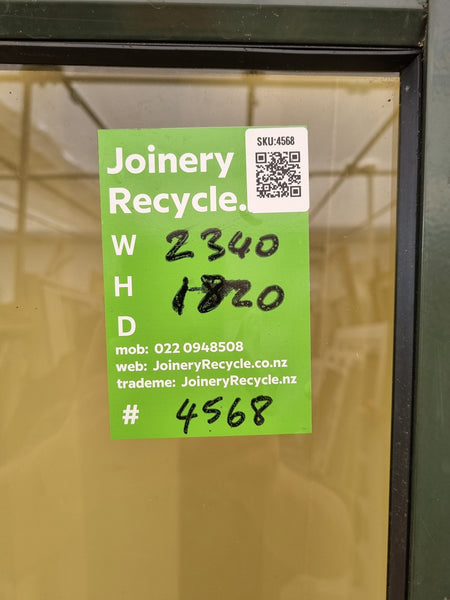 Joinery
Recycle.
SKU:4568
W 2340
H 1820
D
mob: 022 0948508
web: JoineryRecycle.co.nz
trademe: JoineryRecycle.nz
# 4568